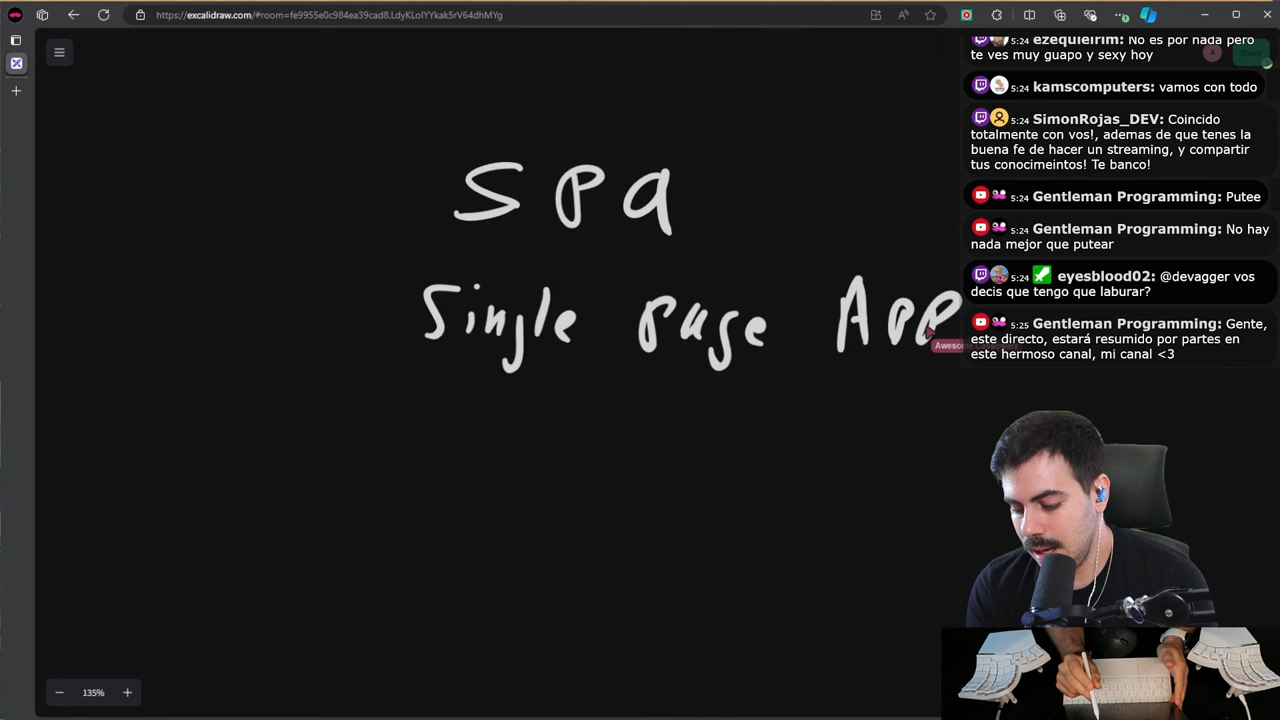 https://excalidraw.com/#room=fe9955e0c984ea39cad8,LdyKLoIYYkak5rV64dhMYg
SPA
Single page APP
Awesome
135%
ezequielrim: No es por nada pero
te ves muy guapo y sexy hoy
5:24 kamscomputers: vamos con todo
5:24 SimonRojas_DEV: Coincido
totalmente con vos!, ademas de que tenes la
buena fe de hacer un streaming, y compartir
tus conocimeintos! Te banco!
5:24 Gentleman Programming: Putee
5:24 Gentleman Programming: No hay
nada mejor que putear
5:24 eyesblood02: @devagger vos
decis que tengo que laburar?
5:25 Gentleman Programming: Gente,
este directo, estará resumido por partes en
este hermoso canal, mi canal <3